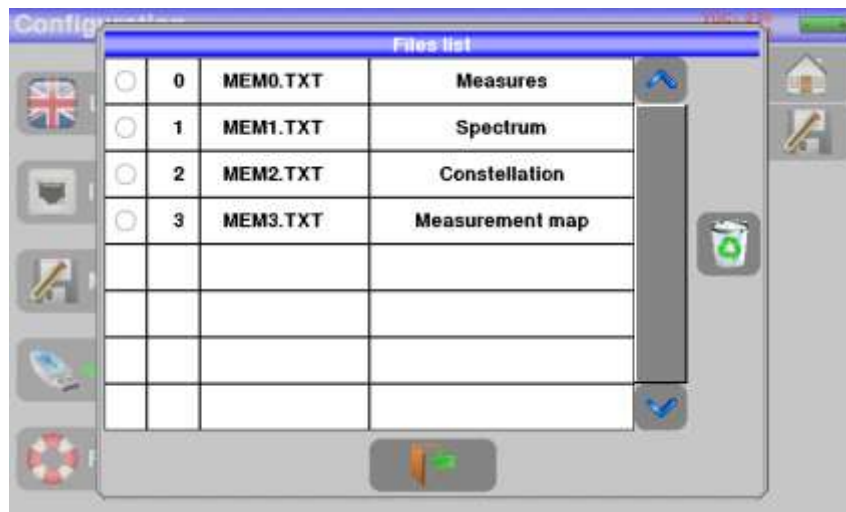 Files list
0 MEM0.TXT Measures
1 MEM1.TXT Spectrum
2 MEM2.TXT Constellation
3 MEM3.TXT Measurement map